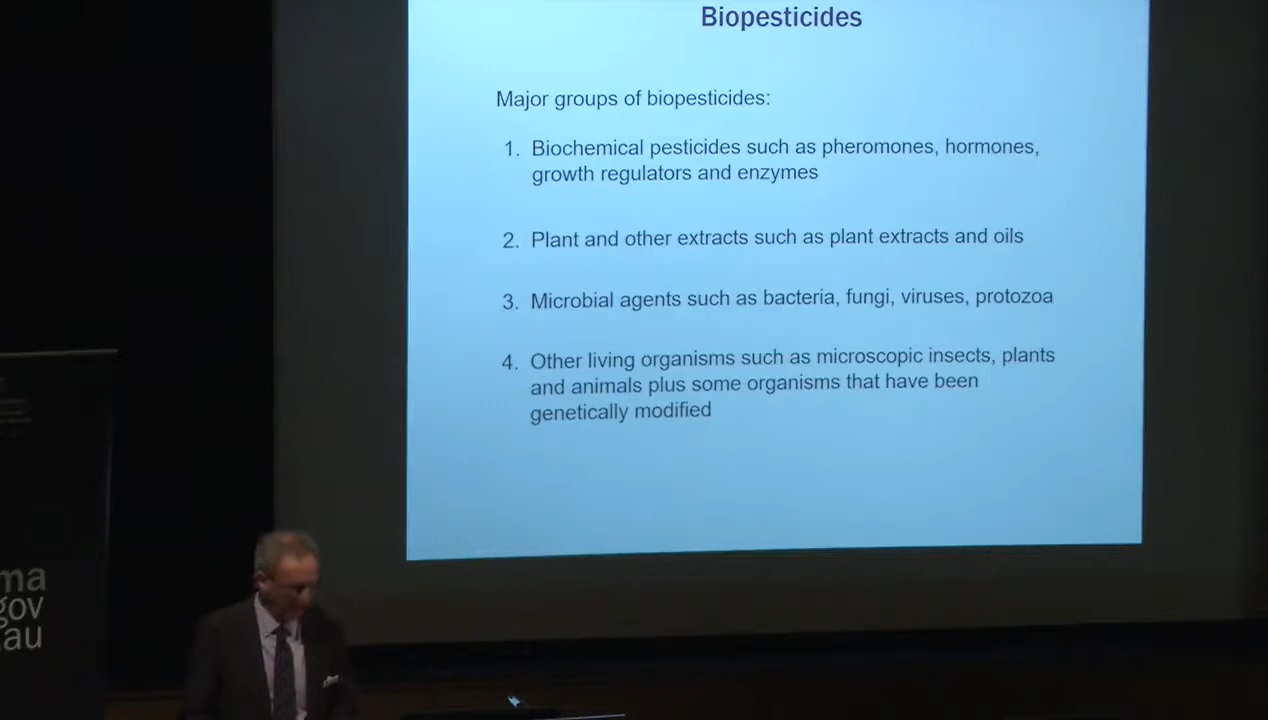 Biopesticides
Major groups of biopesticides:
1. Biochemical pesticides such as pheromones, hormones,
growth regulators and enzymes
2. Plant and other extracts such as plant extracts and oils
3. Microbial agents such as bacteria, fungi, viruses, protozoa
4. Other living organisms such as microscopic insects, plants
and animals plus some organisms that have been
genetically modified
ma
gov
.au